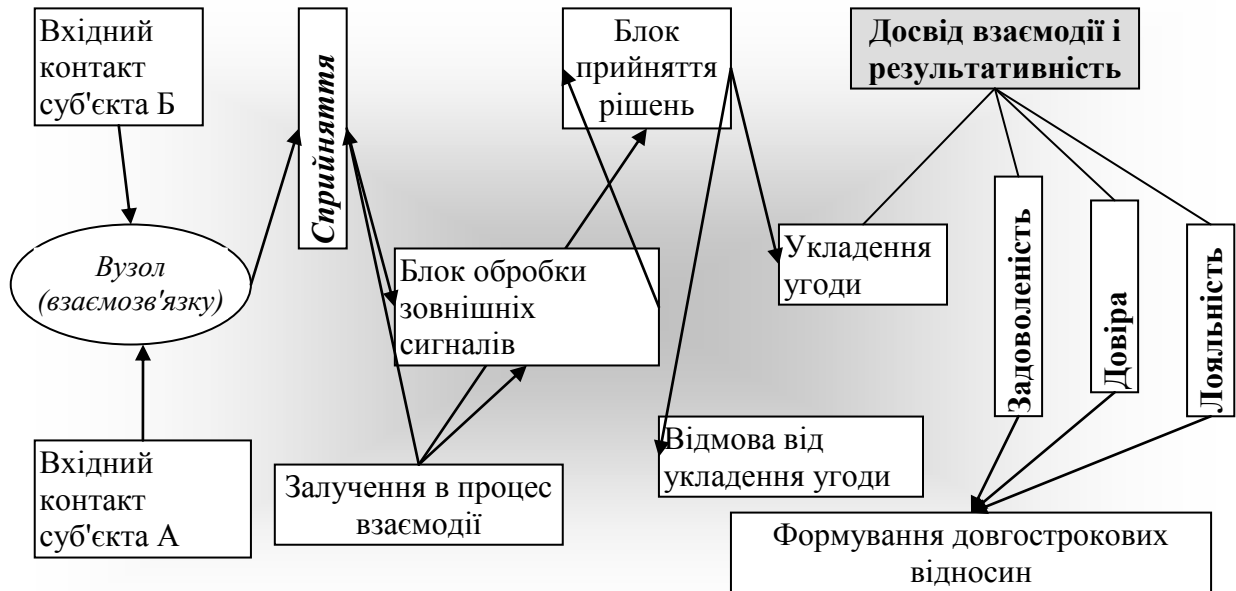 Вхідний
контакт
суб'єкта Б
Сприйняття
Блок
прийняття
рішень
Досвід взаємодії і
результативність
Вузол
(взаємозв'язку)
Блок обробки
зовнішніх
сигналів
Укладення
угоди
Задоволеність
Довіра
Лояльність
Вхідний
контакт
суб'єкта А
Залучення в процес
взаємодії
Відмова від
укладення угоди
Формування довгострокових
відносин